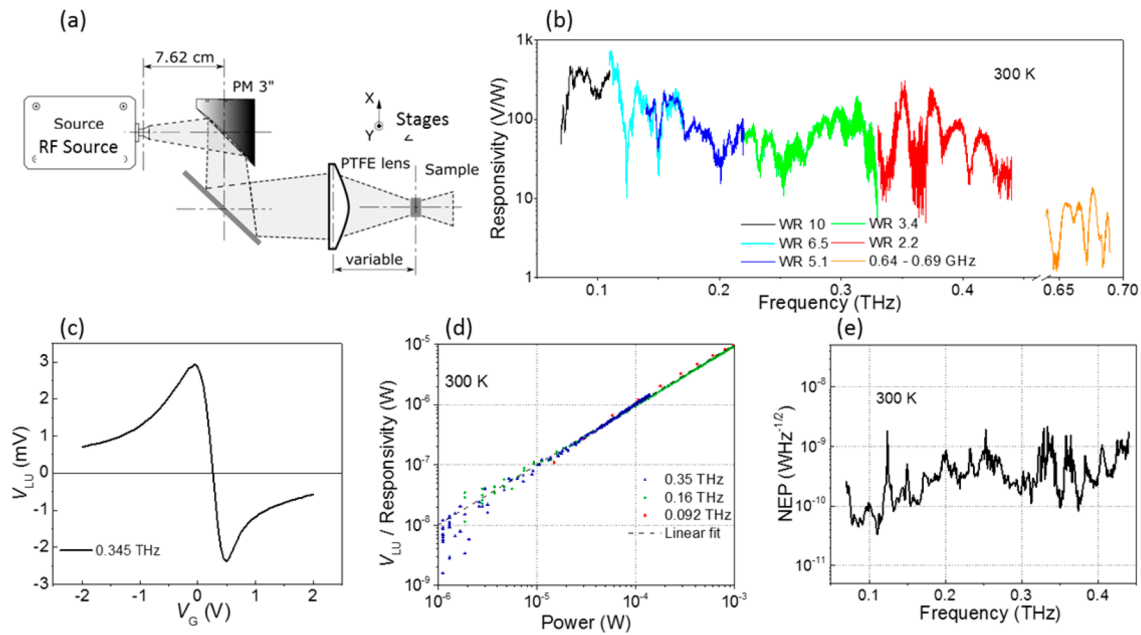 (a)
7.62 cm
PM 3"
Source
RF Source
X
Y
Z
Stages
PTFE lens
Sample
variable
(b)
Responsivity (V/W)
1k
100
10
1
300 K
WR 10
WR 6.5
WR 5.1
WR 3.4
WR 2.2
0.64 - 0.69 GHz
0.1
0.2
0.3
0.4
0.65
0.70
Frequency (THz)
(c)
V_LU (mV)
3
2
1
0
-1
-2
-3
0.345 THz
-2
-1
0
1
2
V_G (V)
(d)
V_LU / Responsivity (W)
10^-5
10^-6
10^-7
10^-8
10^-9
300 K
0.35 THz
0.16 THz
0.092 THz
Linear fit
10^-6
10^-5
10^-4
10^-3
Power (W)
(e)
NEP (WHz^-1/2)
10^-8
10^-9
10^-10
10^-11
300 K
0.1
0.2
0.3
0.4
Frequency (THz)